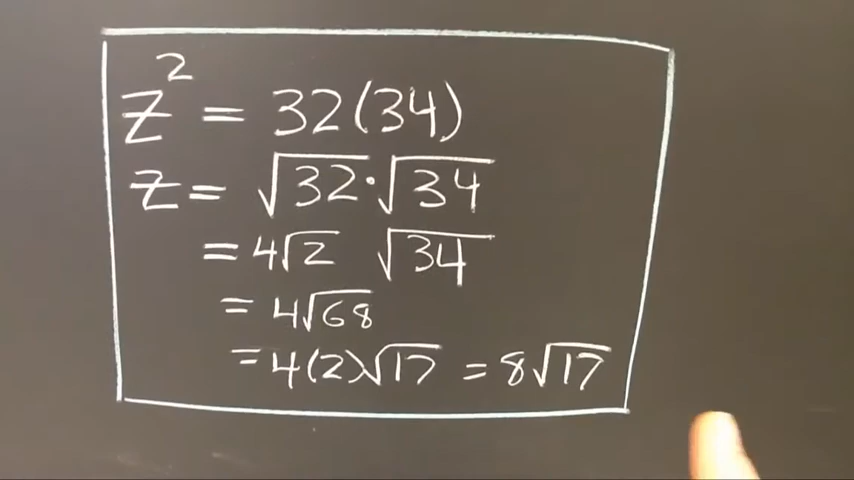 z² = 32(34)
z = √32·√34
= 4√2 √34
= 4√68
= 4(2)√17 = 8√17